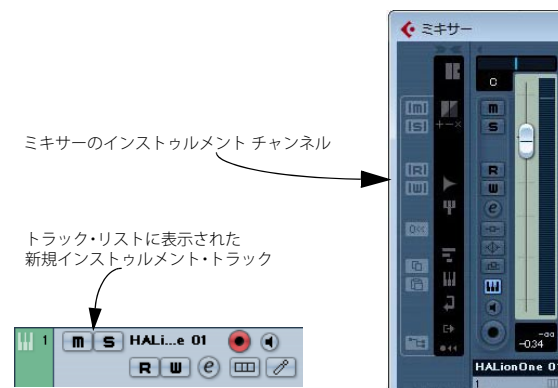 ミキサー
C
m
S
R
W
e
[m]
[S]
[R]
[W]
ミキサーのインストゥルメント チャンネル
トラック・リストに表示された
新規インストゥルメント・トラック
1 m S HALi...e 01
R W e
-oo
-0.34
HALionOne 01
1